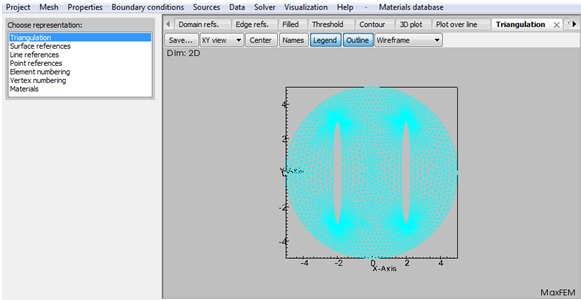 Project Mesh Properties Boundary conditions Sources Data Solver Visualization Help - Materials database
Choose representation:
Triangulation
Surface references
Line references
Point references
Element numbering
Vertex numbering
Materials
Domain refs. Edge refs. Filled Threshold Contour 3D plot Plot over line Triangulation
Save... XY view Center Names Legend Outline Wireframe
Dim: 2D
4
2
Y-Axis
-2
-4
-4 -2 0 2 4
X-Axis
MaxFEM